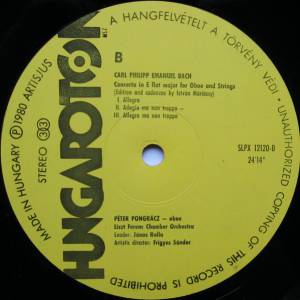 A HANGFELVÉTELT A TÖRVÉNY VÉDI • UNAUTHORIZED COPYING OF THIS RECORD IS PROHIBITED
MADE IN HUNGARY Ⓟ 1980 ARTISJUS
STEREO 33
HUNGAROTON
MSZ
B
CARL PHILIPP EMANUEL BACH
Concerto in E flat major for Oboe and Strings
(Edition and cadences by István Máriássy)
I. Allegro
II. Adagio ma non troppo –
III. Allegro ma non troppo
SLPX 12120-B
24'14"
PÉTER PONGRÁCZ – oboe
Liszt Ferenc Chamber Orchestra
Leader: János Rolla
Artistic director: Frigyes Sándor